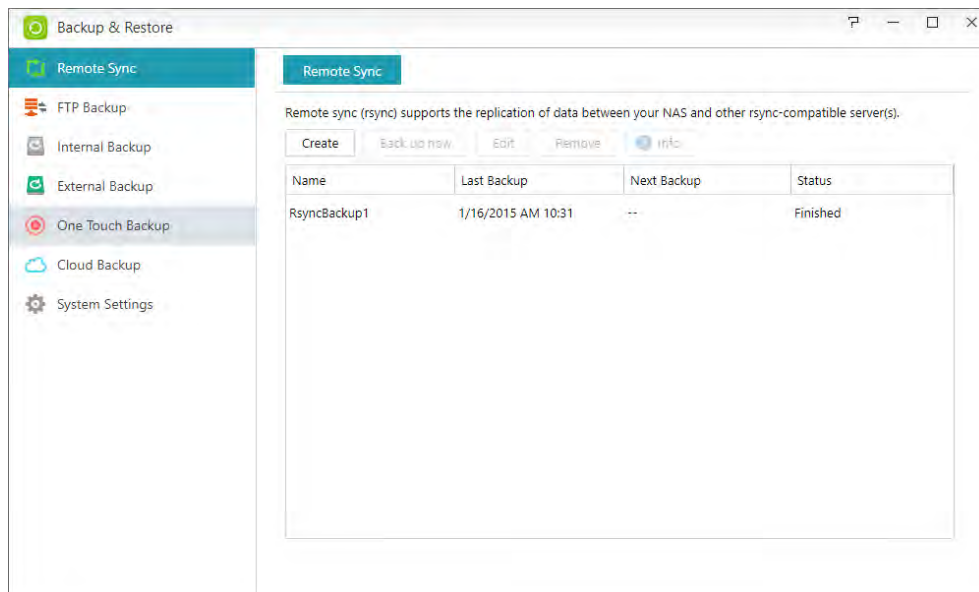 Backup & Restore
Remote Sync
FTP Backup
Internal Backup
External Backup
One Touch Backup
Cloud Backup
System Settings
Remote Sync
Remote sync (rsync) supports the replication of data between your NAS and other rsync-compatible server(s).
Create Back up now Edit Remove Info
Name Last Backup Next Backup Status
RsyncBackup1 1/16/2015 AM 10:31 -- Finished